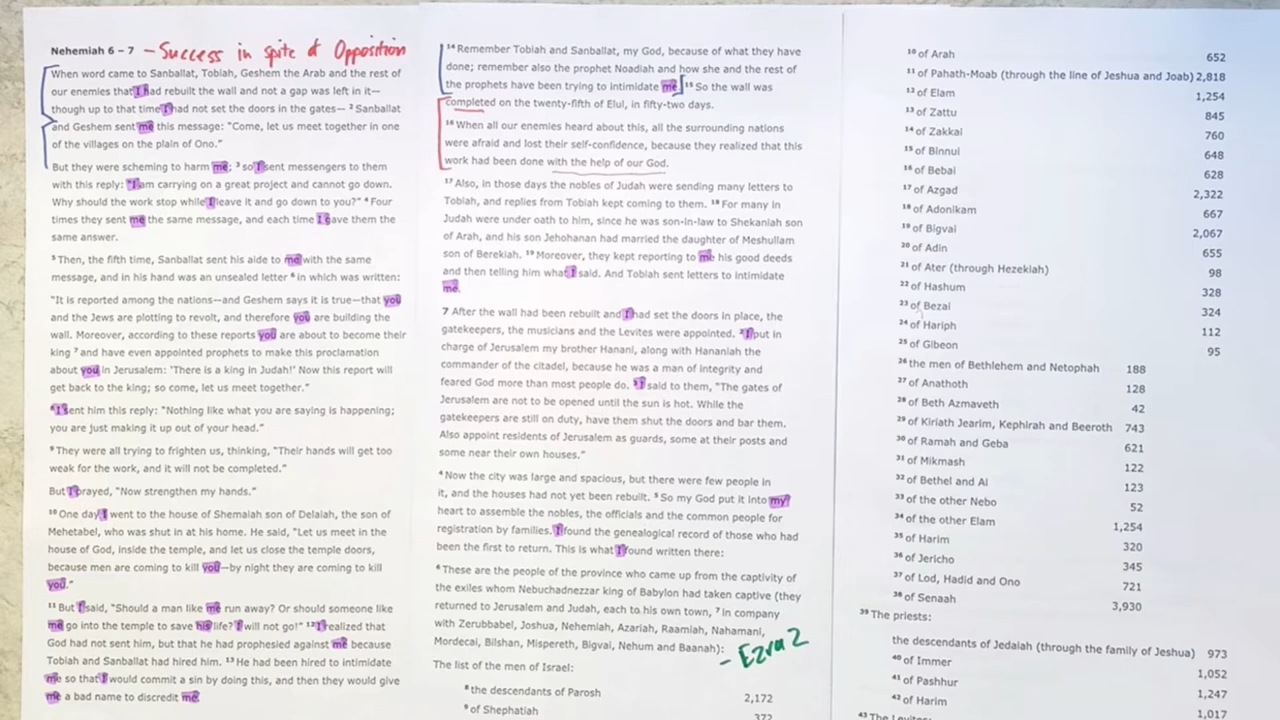 Nehemiah 6 – 7 – Success in spite of Opposition
When word came to Sanballat, Tobiah, Geshem the Arab and the rest of
our enemies that I had rebuilt the wall and not a gap was left in it—
though up to that time I had not set the doors in the gates— ² Sanballat
and Geshem sent me this message: “Come, let us meet together in one
of the villages on the plain of Ono.”
But they were scheming to harm me; ³ so I sent messengers to them
with this reply: “I am carrying on a great project and cannot go down.
Why should the work stop while I leave it and go down to you?” ⁴ Four
times they sent me the same message, and each time I gave them the
same answer.
⁵ Then, the fifth time, Sanballat sent his aide to me with the same
message, and in his hand was an unsealed letter ⁶ in which was written:
“It is reported among the nations—and Geshem says it is true—that you
and the Jews are plotting to revolt, and therefore you are building the
wall. Moreover, according to these reports you are about to become their
king ⁷ and have even appointed prophets to make this proclamation
about you in Jerusalem: ‘There is a king in Judah!’ Now this report will
get back to the king; so come, let us meet together.”
⁸ I sent him this reply: “Nothing like what you are saying is happening;
you are just making it up out of your head.”
⁹ They were all trying to frighten us, thinking, “Their hands will get too
weak for the work, and it will not be completed.”
But I prayed, “Now strengthen my hands.”
¹⁰ One day I went to the house of Shemaiah son of Delaiah, the son of
Mehetabel, who was shut in at his home. He said, “Let us meet in the
house of God, inside the temple, and let us close the temple doors,
because men are coming to kill you—by night they are coming to kill
you.”
¹¹ But I said, “Should a man like me run away? Or should someone like
me go into the temple to save his life? I will not go!” ¹² I realized that
God had not sent him, but that he had prophesied against me because
Tobiah and Sanballat had hired him. ¹³ He had been hired to intimidate
me so that I would commit a sin by doing this, and then they would give
me a bad name to discredit me.
¹⁴ Remember Tobiah and Sanballat, my God, because of what they have
done; remember also the prophet Noadiah and how she and the rest of
the prophets have been trying to intimidate me. ¹⁵ So the wall was
completed on the twenty-fifth of Elul, in fifty-two days.
¹⁶ When all our enemies heard about this, all the surrounding nations
were afraid and lost their self-confidence, because they realized that this
work had been done with the help of our God.
¹⁷ Also, in those days the nobles of Judah were sending many letters to
Tobiah, and replies from Tobiah kept coming to them. ¹⁸ For many in
Judah were under oath to him, since he was son-in-law to Shekaniah son
of Arah, and his son Jehohanan had married the daughter of Meshullam
son of Berekiah. ¹⁹ Moreover, they kept reporting to me his good deeds
and then telling him what I said. And Tobiah sent letters to intimidate
me.
7 After the wall had been rebuilt and I had set the doors in place, the
gatekeepers, the musicians and the Levites were appointed. ² I put in
charge of Jerusalem my brother Hanani, along with Hananiah the
commander of the citadel, because he was a man of integrity and
feared God more than most people do. ³ I said to them, “The gates of
Jerusalem are not to be opened until the sun is hot. While the
gatekeepers are still on duty, have them shut the doors and bar them.
Also appoint residents of Jerusalem as guards, some at their posts and
some near their own houses.”
⁴ Now the city was large and spacious, but there were few people in
it, and the houses had not yet been rebuilt. ⁵ So my God put it into my
heart to assemble the nobles, the officials and the common people for
registration by families. I found the genealogical record of those who had
been the first to return. This is what I found written there:
⁶ These are the people of the province who came up from the captivity of
the exiles whom Nebuchadnezzar king of Babylon had taken captive (they
returned to Jerusalem and Judah, each to his own town, ⁷ in company
with Zerubbabel, Joshua, Nehemiah, Azariah, Raamiah, Nahamani,
Mordecai, Bilshan, Mispereth, Bigvai, Nehum and Baanah):
– Ezra 2
The list of the men of Israel:
⁸ the descendants of Parosh 2,172
⁹ of Shephatiah 372
¹⁰ of Arah 652
¹¹ of Pahath-Moab (through the line of Jeshua and Joab) 2,818
¹² of Elam 1,254
¹³ of Zattu 845
¹⁴ of Zakkai 760
¹⁵ of Binnui 648
¹⁶ of Bebai 628
¹⁷ of Azgad 2,322
¹⁸ of Adonikam 667
¹⁹ of Bigvai 2,067
²⁰ of Adin 655
²¹ of Ater (through Hezekiah) 98
²² of Hashum 328
²³ of Bezai 324
²⁴ of Hariph 112
²⁵ of Gibeon 95
²⁶ the men of Bethlehem and Netophah 188
²⁷ of Anathoth 128
²⁸ of Beth Azmaveth 42
²⁹ of Kiriath Jearim, Kephirah and Beeroth 743
³⁰ of Ramah and Geba 621
³¹ of Mikmash 122
³² of Bethel and Ai 123
³³ of the other Nebo 52
³⁴ of the other Elam 1,254
³⁵ of Harim 320
³⁶ of Jericho 345
³⁷ of Lod, Hadid and Ono 721
³⁸ of Senaah 3,930
³⁹ The priests:
the descendants of Jedaiah (through the family of Jeshua) 973
⁴⁰ of Immer 1,052
⁴¹ of Pashhur 1,247
⁴² of Harim 1,017
⁴³ The Levites: